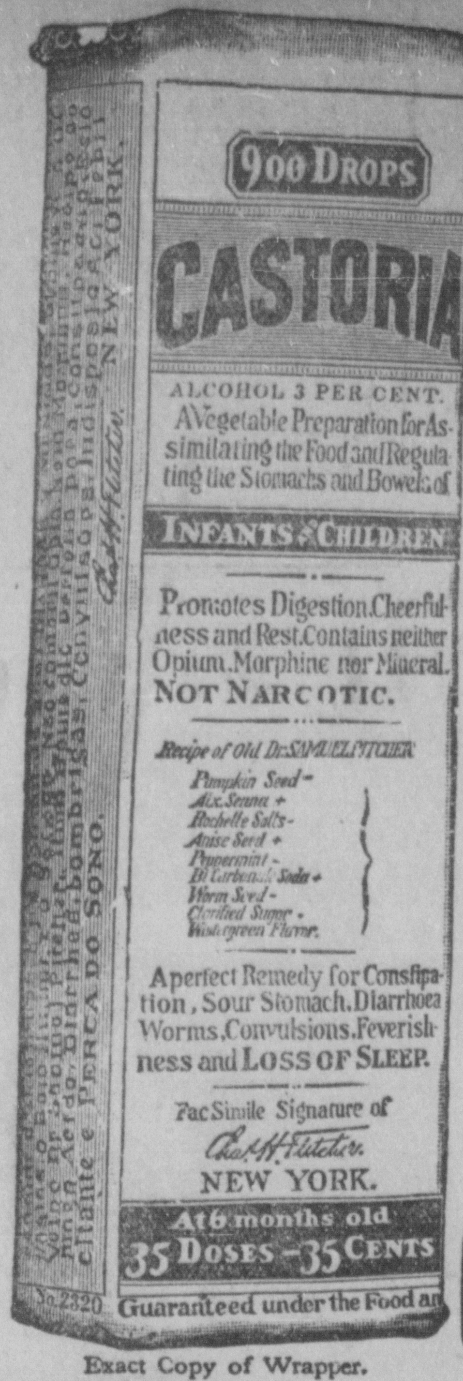 900 DROPS
CASTORIA
ALCOHOL 3 PER CENT.
A Vegetable Preparation for As-
similating the Food and Regula-
ting the Stomachs and Bowels of
INFANTS & CHILDREN
Promotes Digestion.Cheerful-
ness and Rest.Contains neither
Opium.Morphine nor Mineral.
NOT NARCOTIC.
Recipe of Old Dr. SAMUEL PITCHER
Pumpkin Seed -
Alx. Senna +
Rochelle Salts -
Anise Seed +
Peppermint -
Bi Carbonate Soda +
Worm Seed -
Clarified Sugar -
Wintergreen Flavor.
A perfect Remedy for Constipa-
tion, Sour Stomach.Diarrhoea
Worms.Convulsions.Feverish-
ness and LOSS OF SLEEP.
Fac Simile Signature of
Chas. H. Fletcher.
NEW YORK.
At 6 months old
35 DOSES - 35 CENTS
Guaranteed under the Food an
Chas. H. Fletcher.
NEW YORK.
e PERCA DO SONO.
No. 2320
Exact Copy of Wrapper.